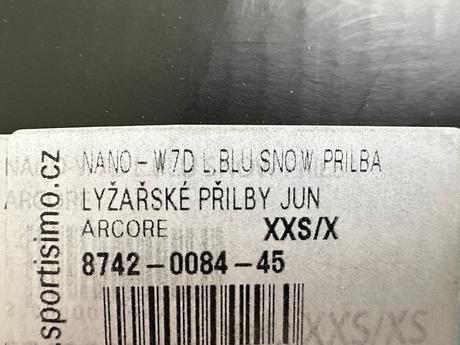 .sportisimo.cz
NANO-W7D L,BLU SNOW PRILBA
LYŽAŘSKÉ PŘILBY JUN
ARCORE XXS/X
8742-0084-45
XXS/XS